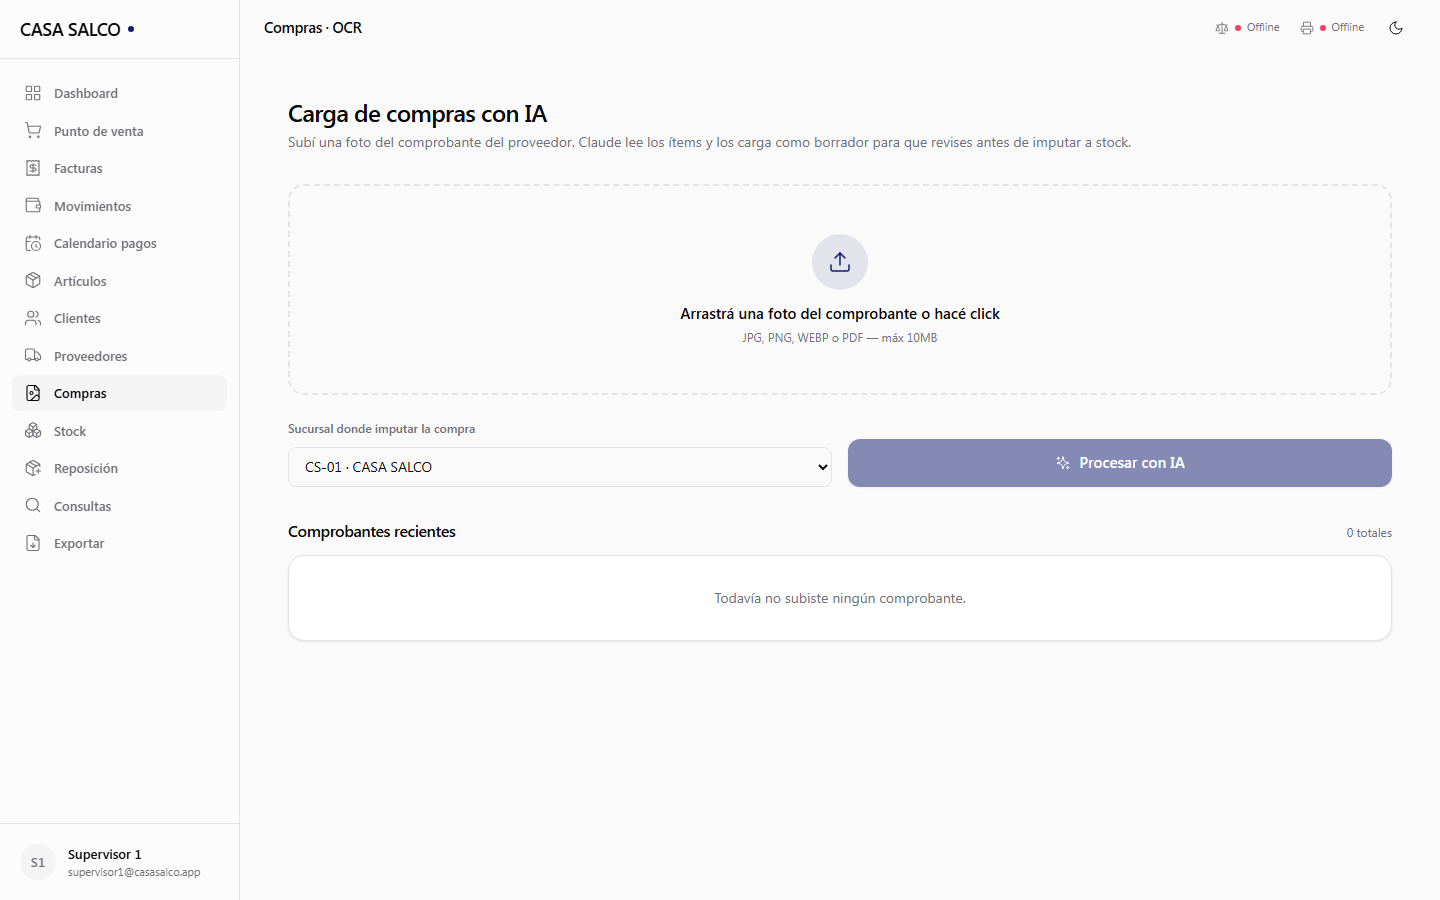 CASA SALCO
Compras · OCR
Offline
Offline
Dashboard
Punto de venta
Facturas
Movimientos
Calendario pagos
Artículos
Clientes
Proveedores
Compras
Stock
Reposición
Consultas
Exportar
S1
Supervisor 1
supervisor1@casasalco.app
Carga de compras con IA
Subí una foto del comprobante del proveedor. Claude lee los ítems y los carga como borrador para que revises antes de imputar a stock.
Arrastrá una foto del comprobante o hacé click
JPG, PNG, WEBP o PDF — máx 10MB
Sucursal donde imputar la compra
CS-01 · CASA SALCO
Procesar con IA
Comprobantes recientes
0 totales
Todavía no subiste ningún comprobante.